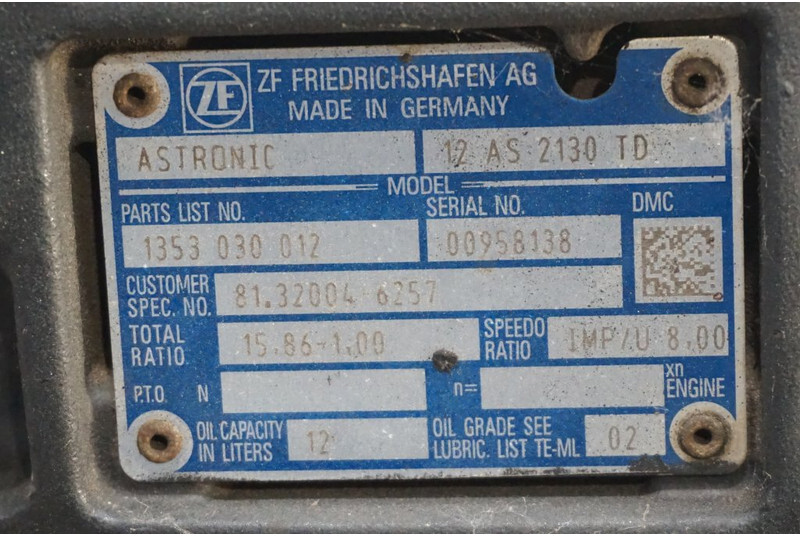 ZF ZF FRIEDRICHSHAFEN AG
MADE IN GERMANY
ASTRONIC 12 AS 2130 TD
MODEL
PARTS LIST NO. SERIAL NO. DMC
1353 030 012 00958138
CUSTOMER
SPEC. NO. 81.32004-6257
TOTAL
RATIO 15.86-1.00 SPEEDO
RATIO IMP/U 8.00
P.T.O. N n= xn
ENGINE
OIL CAPACITY
IN LITERS 12 OIL GRADE SEE
LUBRIC. LIST TE-ML 02